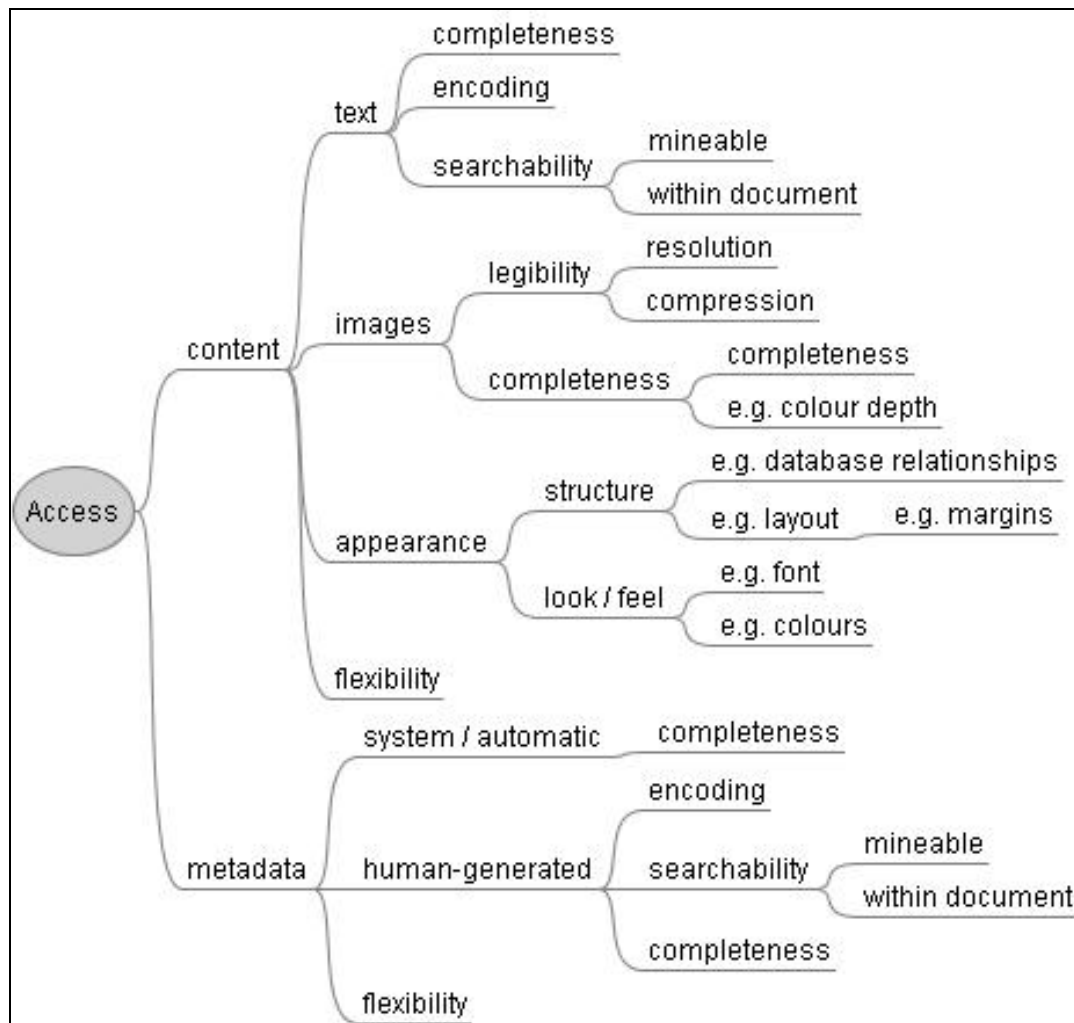 Access
content
text
completeness
encoding
searchability
mineable
within document
images
legibility
resolution
compression
completeness
completeness
e.g. colour depth
appearance
structure
e.g. database relationships
e.g. layout
e.g. margins
look / feel
e.g. font
e.g. colours
flexibility
metadata
system / automatic
completeness
human-generated
encoding
searchability
mineable
within document
completeness
flexibility